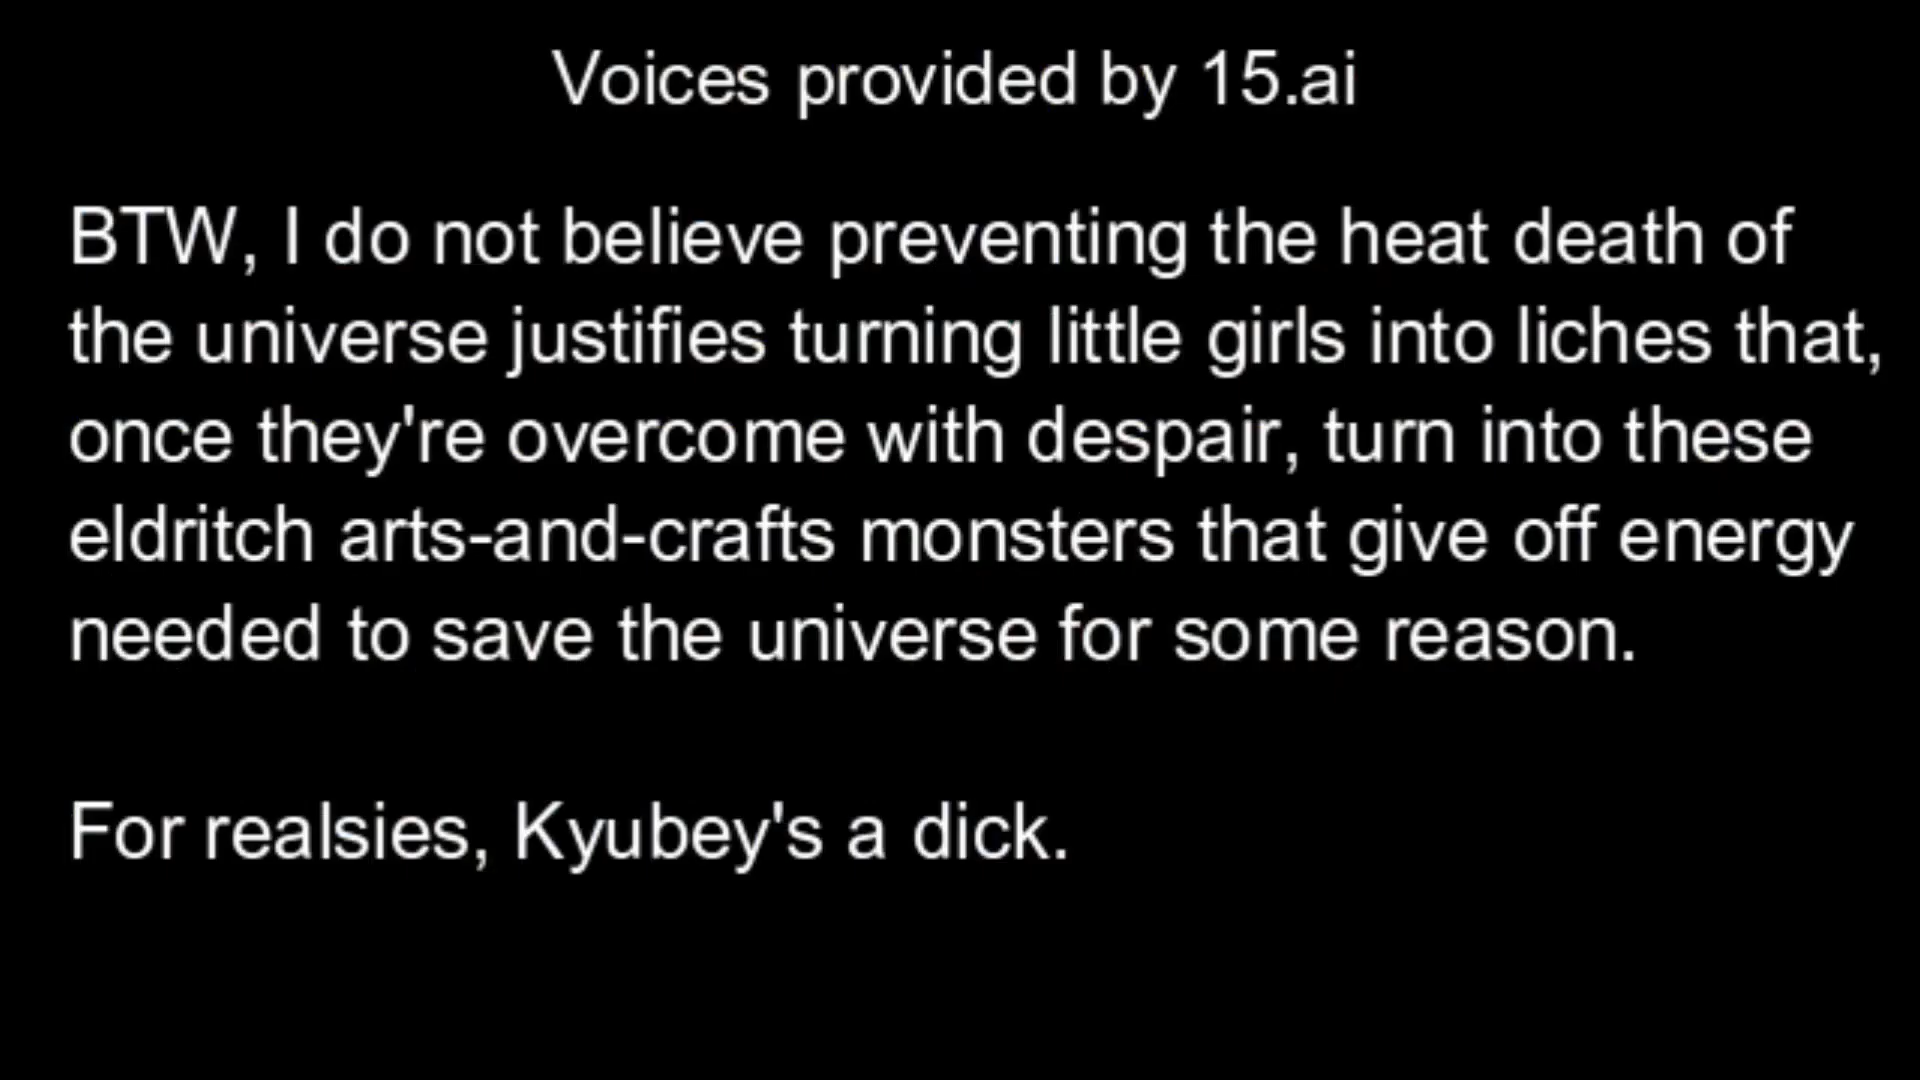 Voices provided by 15.ai
BTW, I do not believe preventing the heat death of
the universe justifies turning little girls into liches that,
once they're overcome with despair, turn into these
eldritch arts-and-crafts monsters that give off energy
needed to save the universe for some reason.
For realsies, Kyubey's a dick.